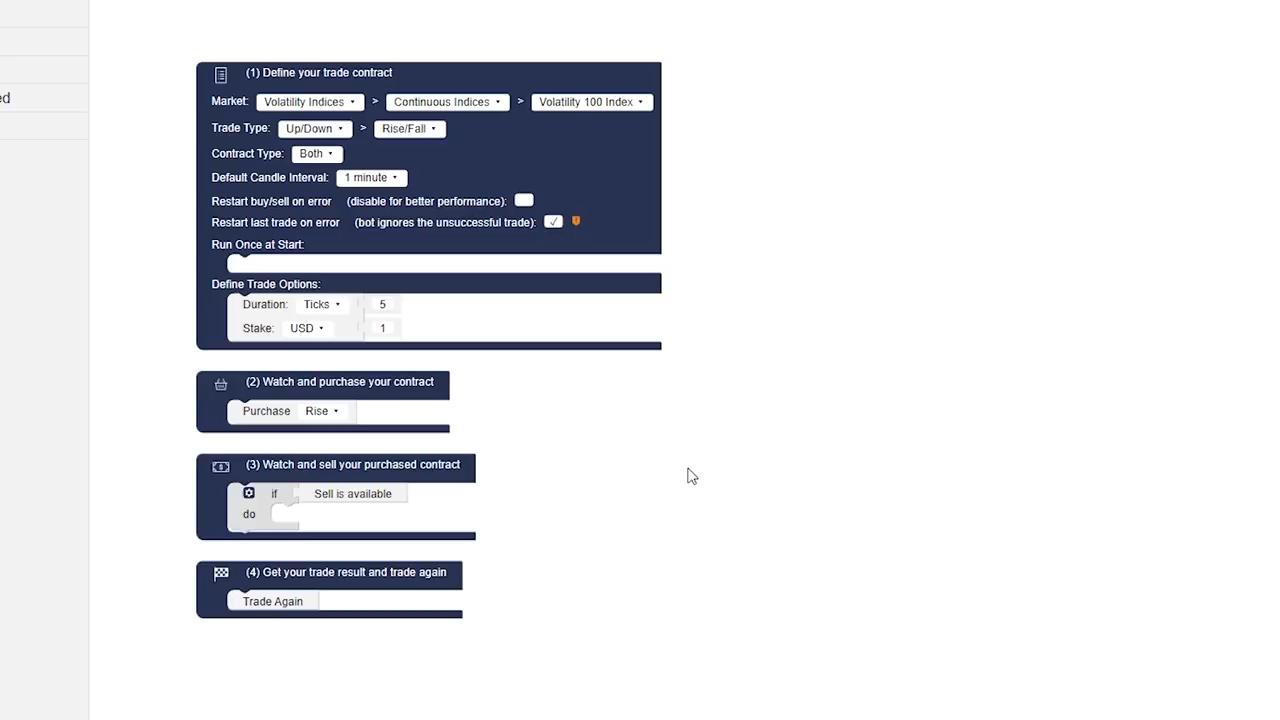 ed
(1) Define your trade contract
Market: Volatility Indices > Continuous Indices > Volatility 100 Index
Trade Type: Up/Down > Rise/Fall
Contract Type: Both
Default Candle Interval: 1 minute
Restart buy/sell on error (disable for better performance):
Restart last trade on error (bot ignores the unsuccessful trade): ✓
Run Once at Start:
Define Trade Options:
Duration: Ticks 5
Stake: USD 1
(2) Watch and purchase your contract
Purchase Rise
(3) Watch and sell your purchased contract
if Sell is available
do
(4) Get your trade result and trade again
Trade Again